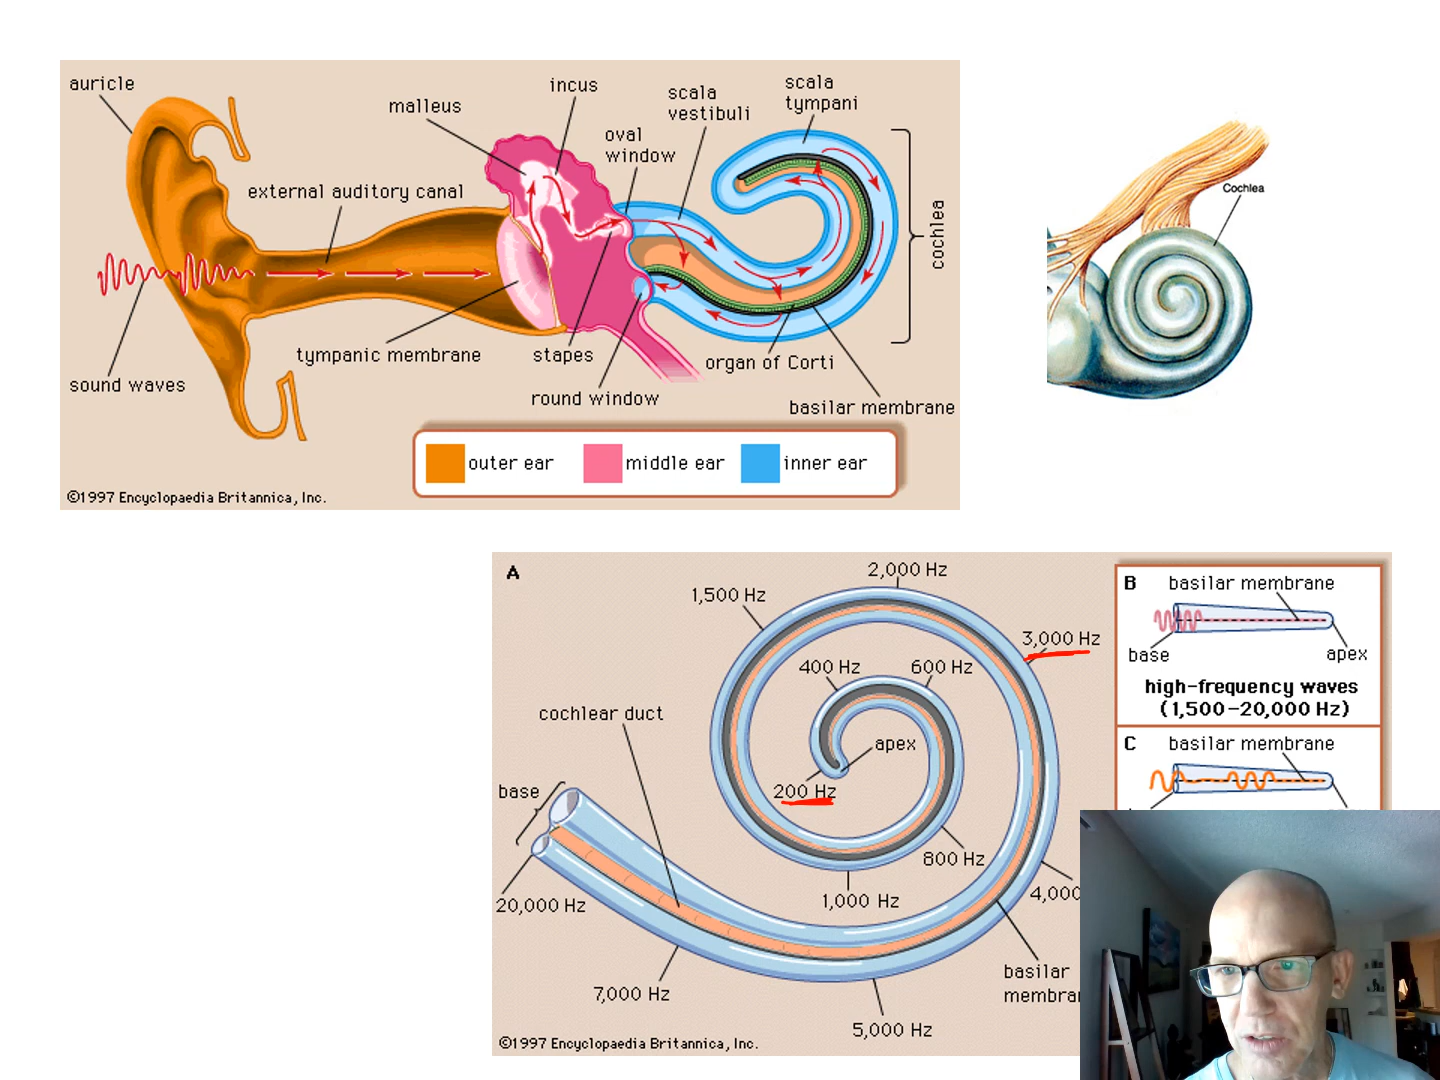 auricle
malleus
incus
scala
vestibuli
scala
tympani
oval
window
external auditory canal
cochlea
tympanic membrane
stapes
organ of Corti
sound waves
round window
basilar membrane
outer ear
middle ear
inner ear
©1997 Encyclopaedia Britannica, Inc.
Cochlea
A
2,000 Hz
1,500 Hz
3,000 Hz
400 Hz
600 Hz
cochlear duct
apex
200 Hz
base
800 Hz
1,000 Hz
4,000
20,000 Hz
basilar
7,000 Hz
5,000 Hz
©1997 Encyclopaedia Britannica, Inc.
B
basilar membrane
base
apex
high-frequency waves
(1,500–20,000 Hz)
C
basilar membrane